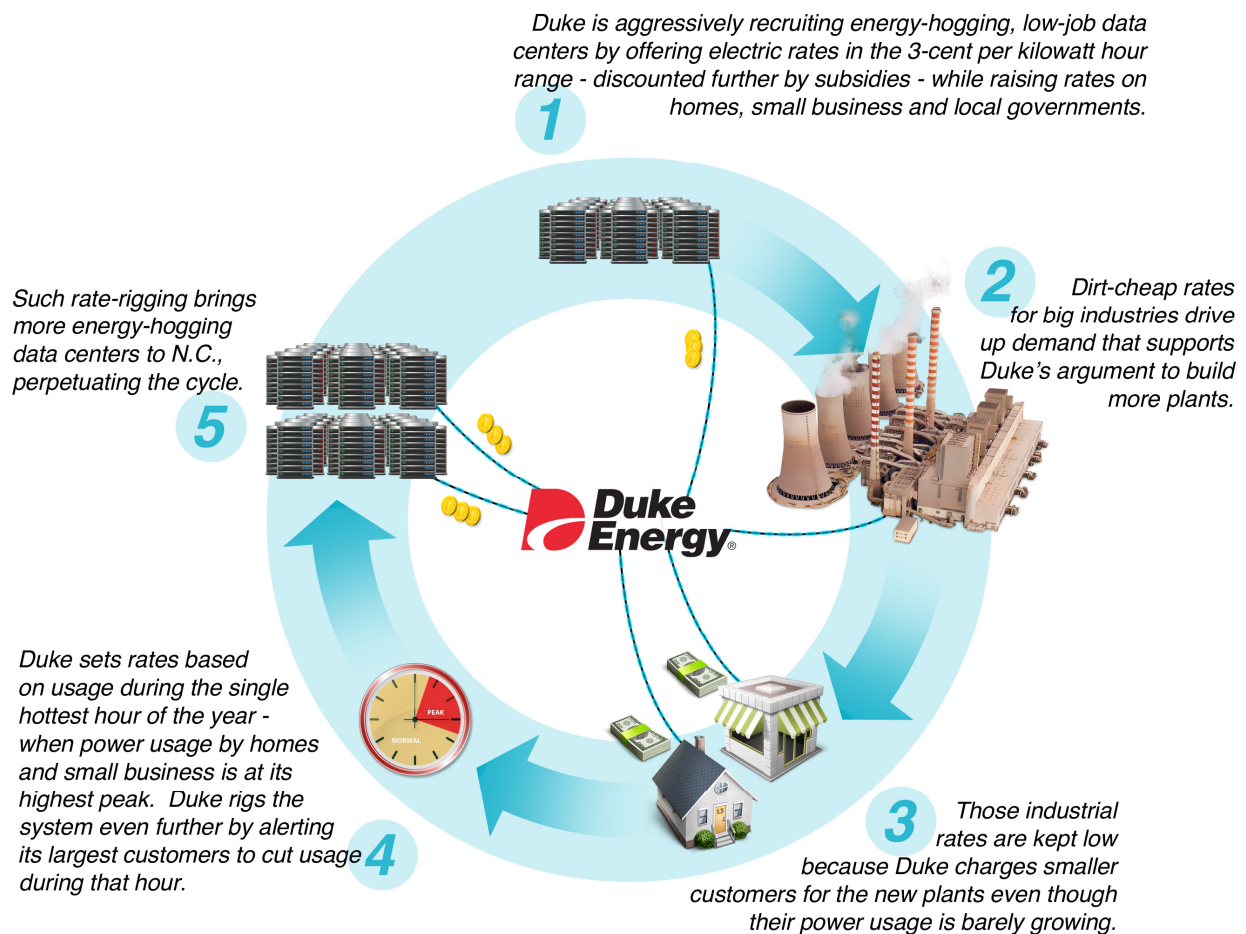 Duke is aggressively recruiting energy-hogging, low-job data
centers by offering electric rates in the 3-cent per kilowatt hour
range - discounted further by subsidies - while raising rates on
homes, small business and local governments.
1
2
Dirt-cheap rates
for big industries drive
up demand that supports
Duke's argument to build
more plants.
Such rate-rigging brings
more energy-hogging
data centers to N.C.,
perpetuating the cycle.
5
Duke
Energy®
Duke sets rates based
on usage during the single
hottest hour of the year -
when power usage by homes
and small business is at its
highest peak. Duke rigs the
system even further by alerting
its largest customers to cut usage
during that hour.
4
PEAK
NORMAL
13
3
Those industrial
rates are kept low
because Duke charges smaller
customers for the new plants even though
their power usage is barely growing.